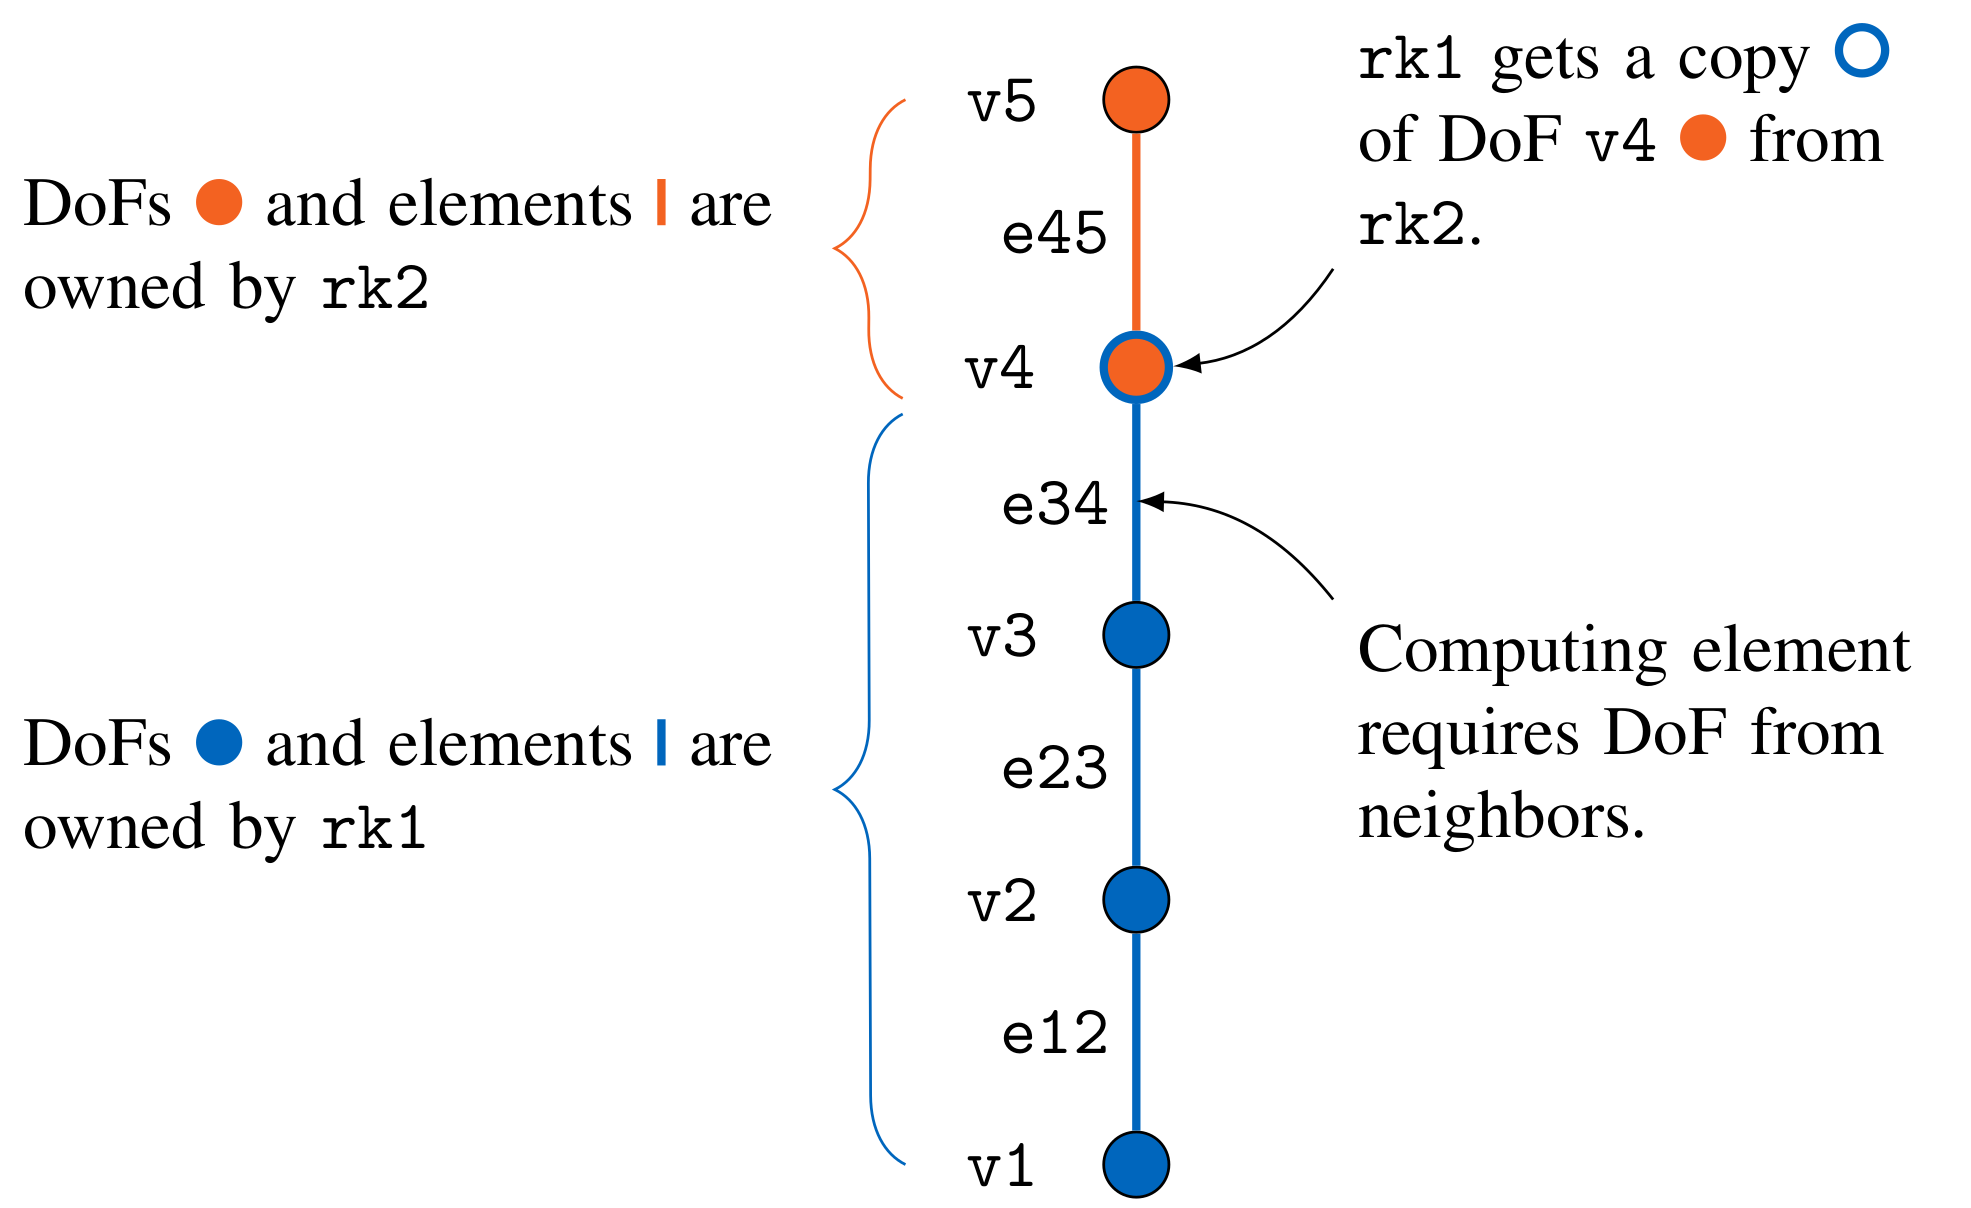 DoFs and elements are
owned by rk2
DoFs and elements are
owned by rk1
v5
e45
v4
e34
v3
e23
v2
e12
v1
rk1 gets a copy
of DoF v4 from
rk2.
Computing element
requires DoF from
neighbors.